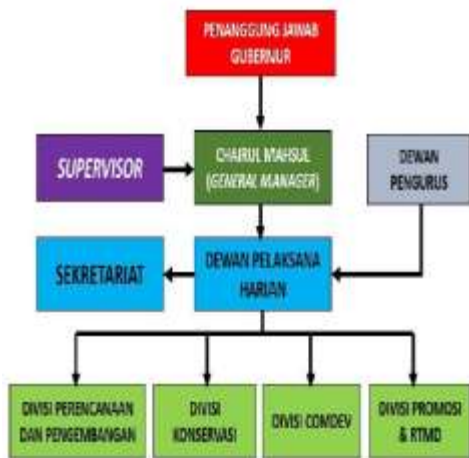 PENANGGUNG JAWAB
GUBERNUR
SUPERVISOR
CHAIRUL MAHSUL
(GENERAL MANAGER)
DEWAN
PENGURUS
SEKRETARIAT
DEWAN PELAKSANA
HARIAN
DIVISI PERENCANAAN
DAN PENGEMBANGAN
DIVISI
KONSERVASI
DIVISI COMDEV
DIVISI PROMOSI
& RTMD